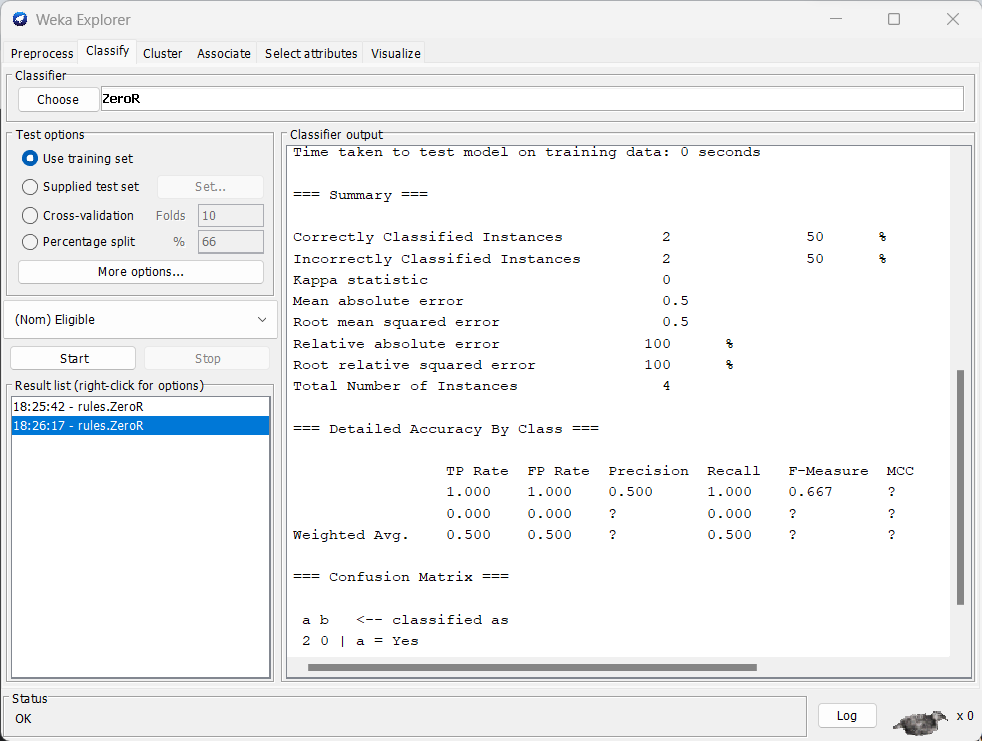 Weka Explorer
Preprocess Classify Cluster Associate Select attributes Visualize
Classifier
Choose ZeroR
Test options
Use training set
Supplied test set Set...
Cross-validation Folds 10
Percentage split % 66
More options...
(Nom) Eligible
Start Stop
Result list (right-click for options)
18:25:42 - rules.ZeroR
18:26:17 - rules.ZeroR
Classifier output
Time taken to test model on training data: 0 seconds
=== Summary ===
Correctly Classified Instances 2 50 %
Incorrectly Classified Instances 2 50 %
Kappa statistic 0
Mean absolute error 0.5
Root mean squared error 0.5
Relative absolute error 100 %
Root relative squared error 100 %
Total Number of Instances 4
=== Detailed Accuracy By Class ===
TP Rate FP Rate Precision Recall F-Measure MCC
1.000 1.000 0.500 1.000 0.667 ?
0.000 0.000 ? 0.000 ? ?
Weighted Avg. 0.500 0.500 ? 0.500 ? ?
=== Confusion Matrix ===
a b <-- classified as
2 0 | a = Yes
Status
OK
Log x 0